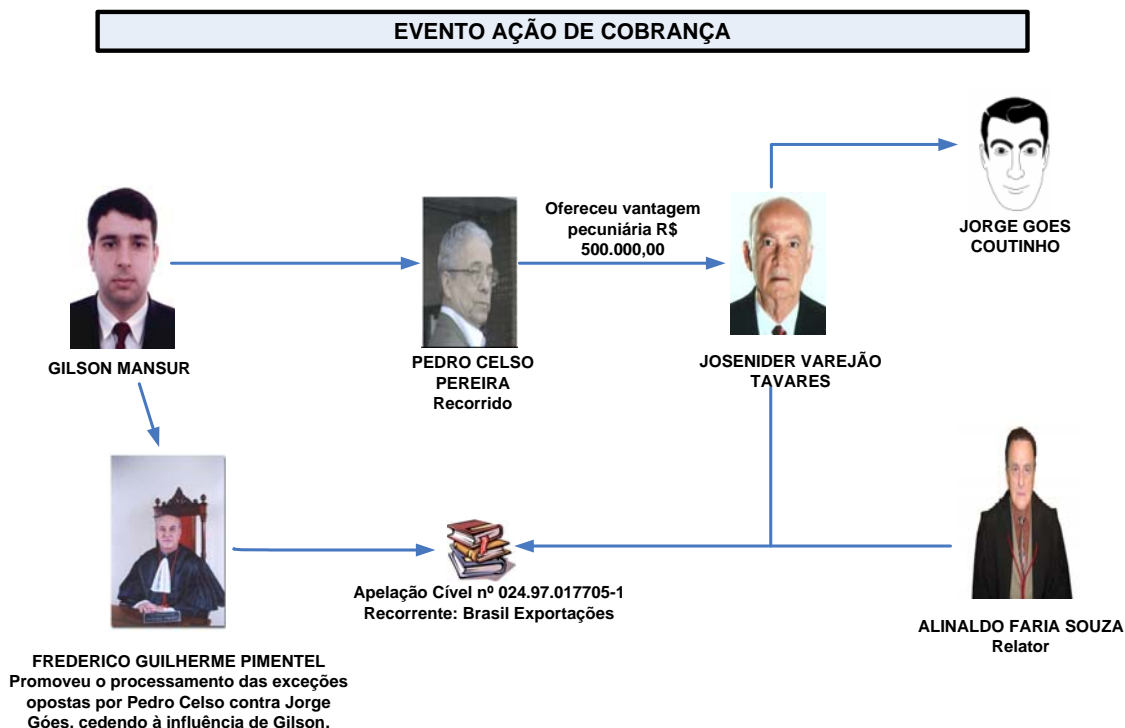 EVENTO AÇÃO DE COBRANÇA
Ofereceu vantagem
pecuniária R$
500.000,00
JORGE GOES
COUTINHO
GILSON MANSUR
PEDRO CELSO
PEREIRA
Recorrido
JOSENIDER VAREJÃO
TAVARES
Apelação Cível nº 024.97.017705-1
Recorrente: Brasil Exportações
ALINALDO FARIA SOUZA
Relator
FREDERICO GUILHERME PIMENTEL
Promoveu o processamento das exceções
opostas por Pedro Celso contra Jorge
Góes, cedendo à influência de Gilson.